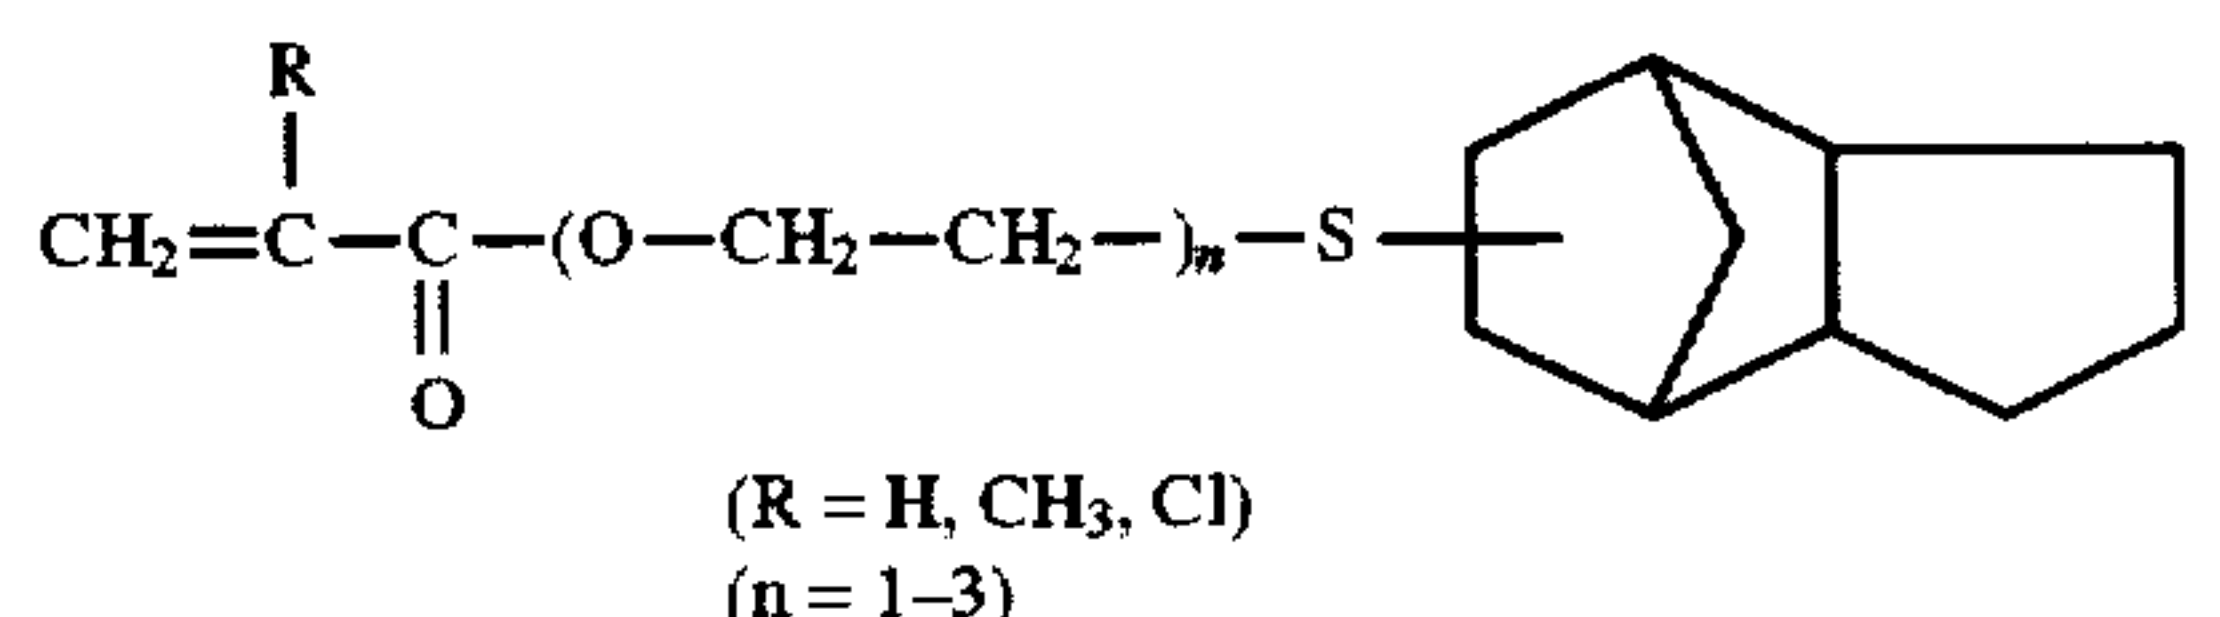 R
CH₂=C—C—(O—CH₂—CH₂—)n—S
O
(R = H, CH₃, Cl)
(n = 1–3)